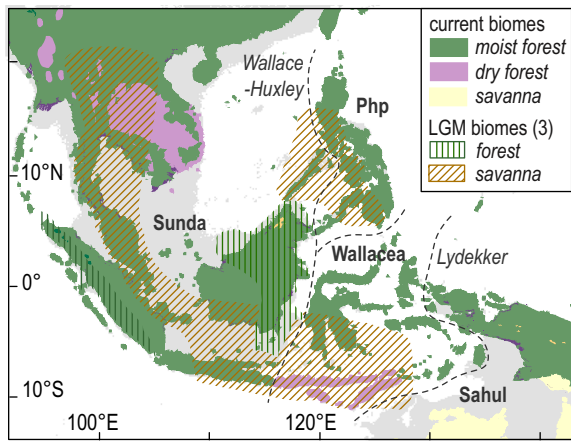 current biomes
moist forest
dry forest
savanna
LGM biomes (3)
forest
savanna
Wallace
-Huxley
Php
10°N
Sunda
Wallacea
Lydekker
0°
10°S
Sahul
100°E
120°E